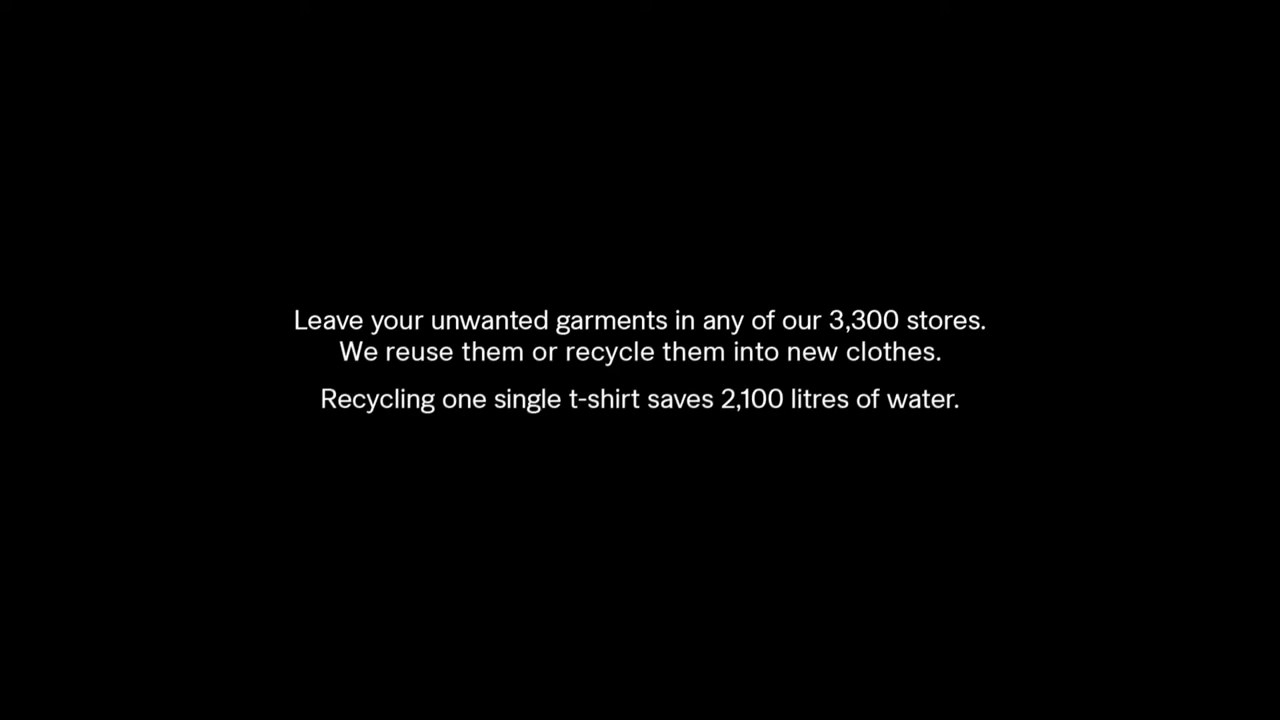 Leave your unwanted garments in any of our 3,300 stores.
We reuse them or recycle them into new clothes.
Recycling one single t-shirt saves 2,100 litres of water.